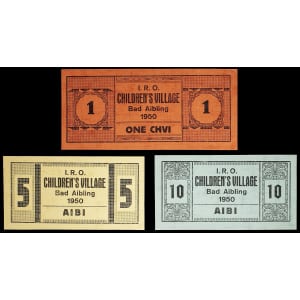 I. R. O.
CHILDREN'S VILLAGE
Bad Aibling
1950
1 1
ONE CHVI
I. R. O.
CHILDREN'S VILLAGE
Bad Aibling
1950
5 5
AIBI
I. R. O.
CHILDREN'S VILLAGE
Bad Aibling
1950
10 10
AIBI